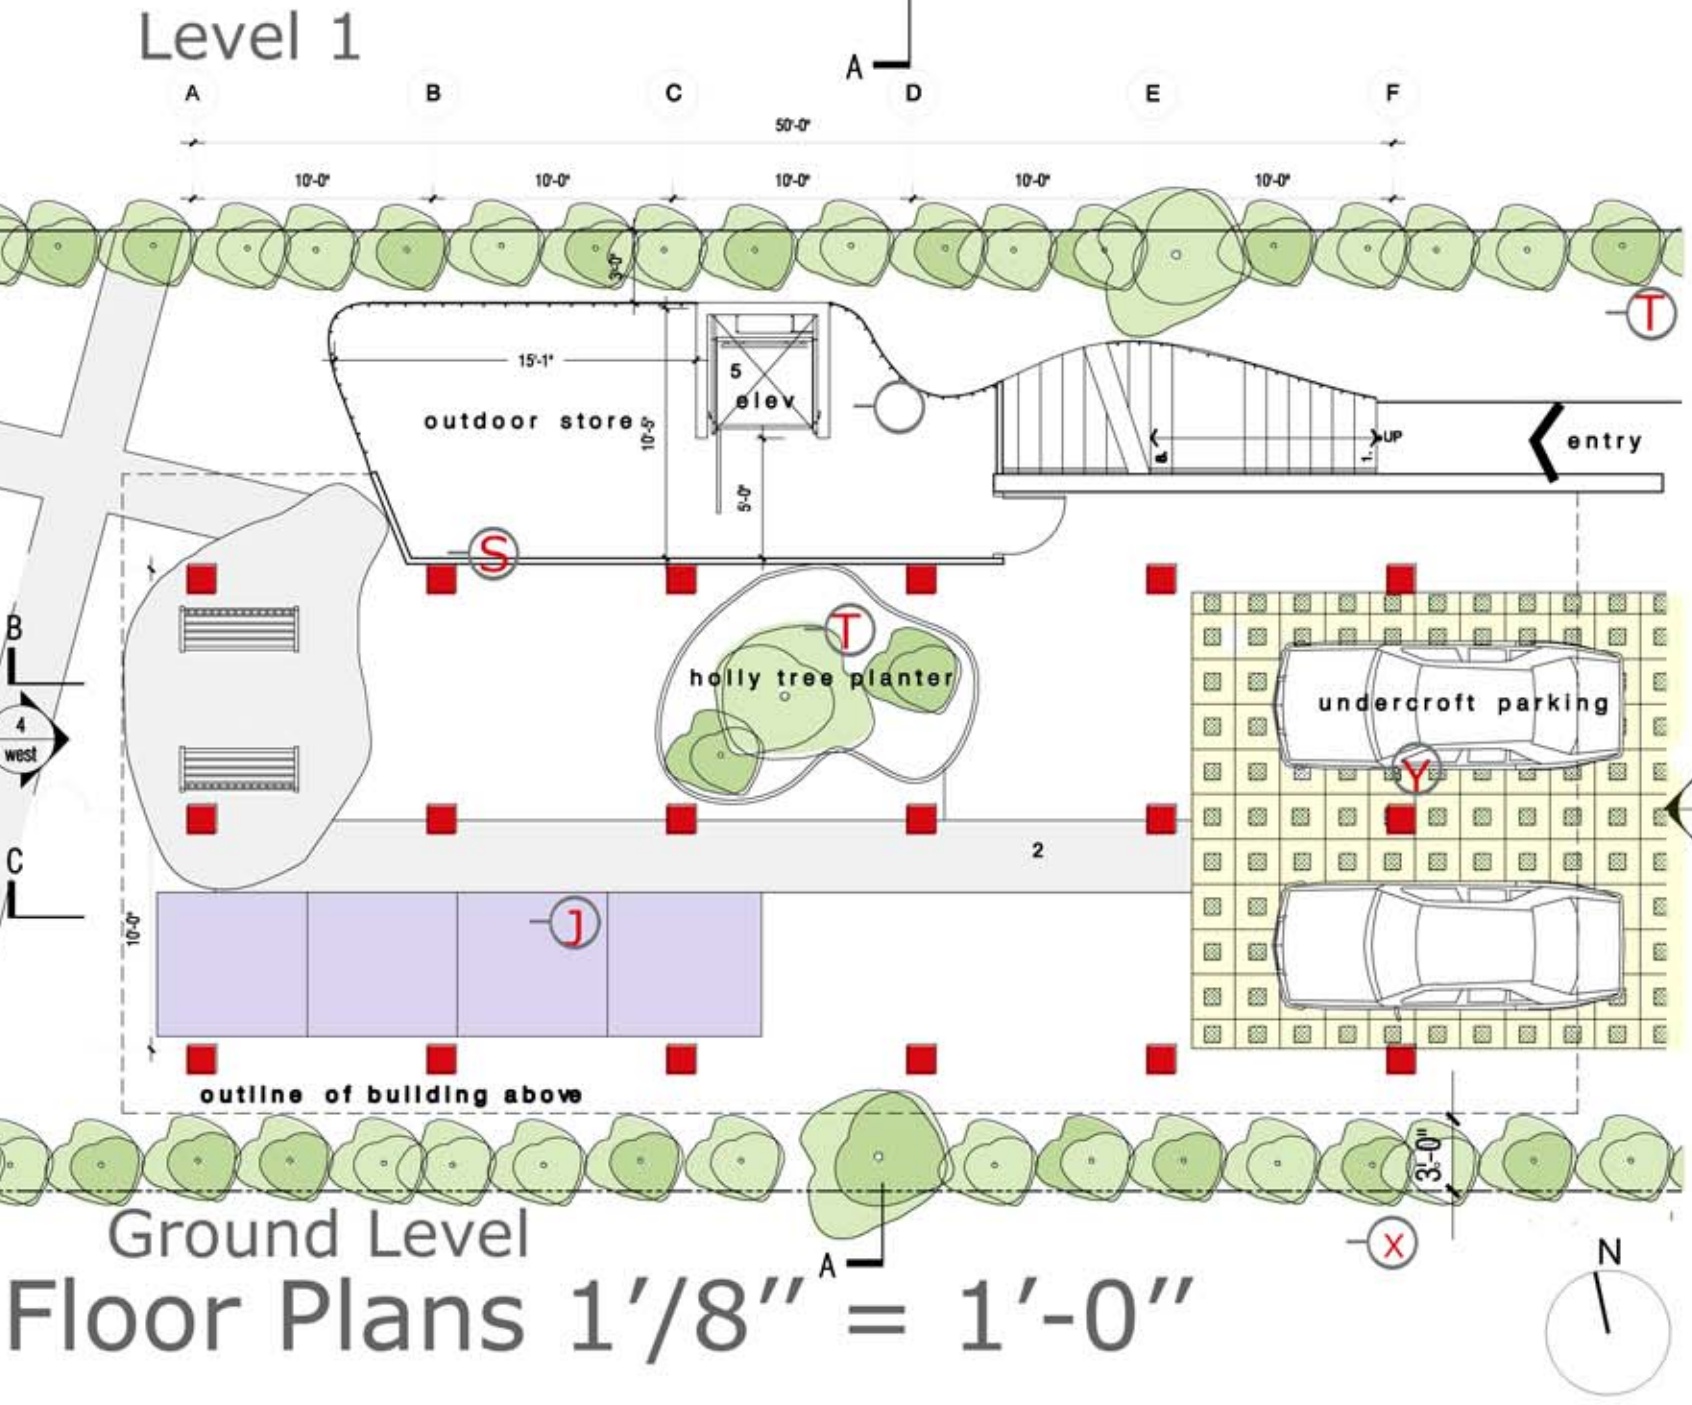 Level 1
A
A B C D E F
50'-0"
10'-0" 10'-0" 10'-0" 10'-0" 10'-0"
3'-0"
T
15'-1"
5
elev
outdoor store
10'-5"
UP
8.
1.
entry
5'-0"
S
B
T
holly tree planter
undercroft parking
4
west
Y
C
2
10'-0"
J
outline of building above
3'-0"
Ground Level
A
X
N
Floor Plans 1'/8" = 1'-0"